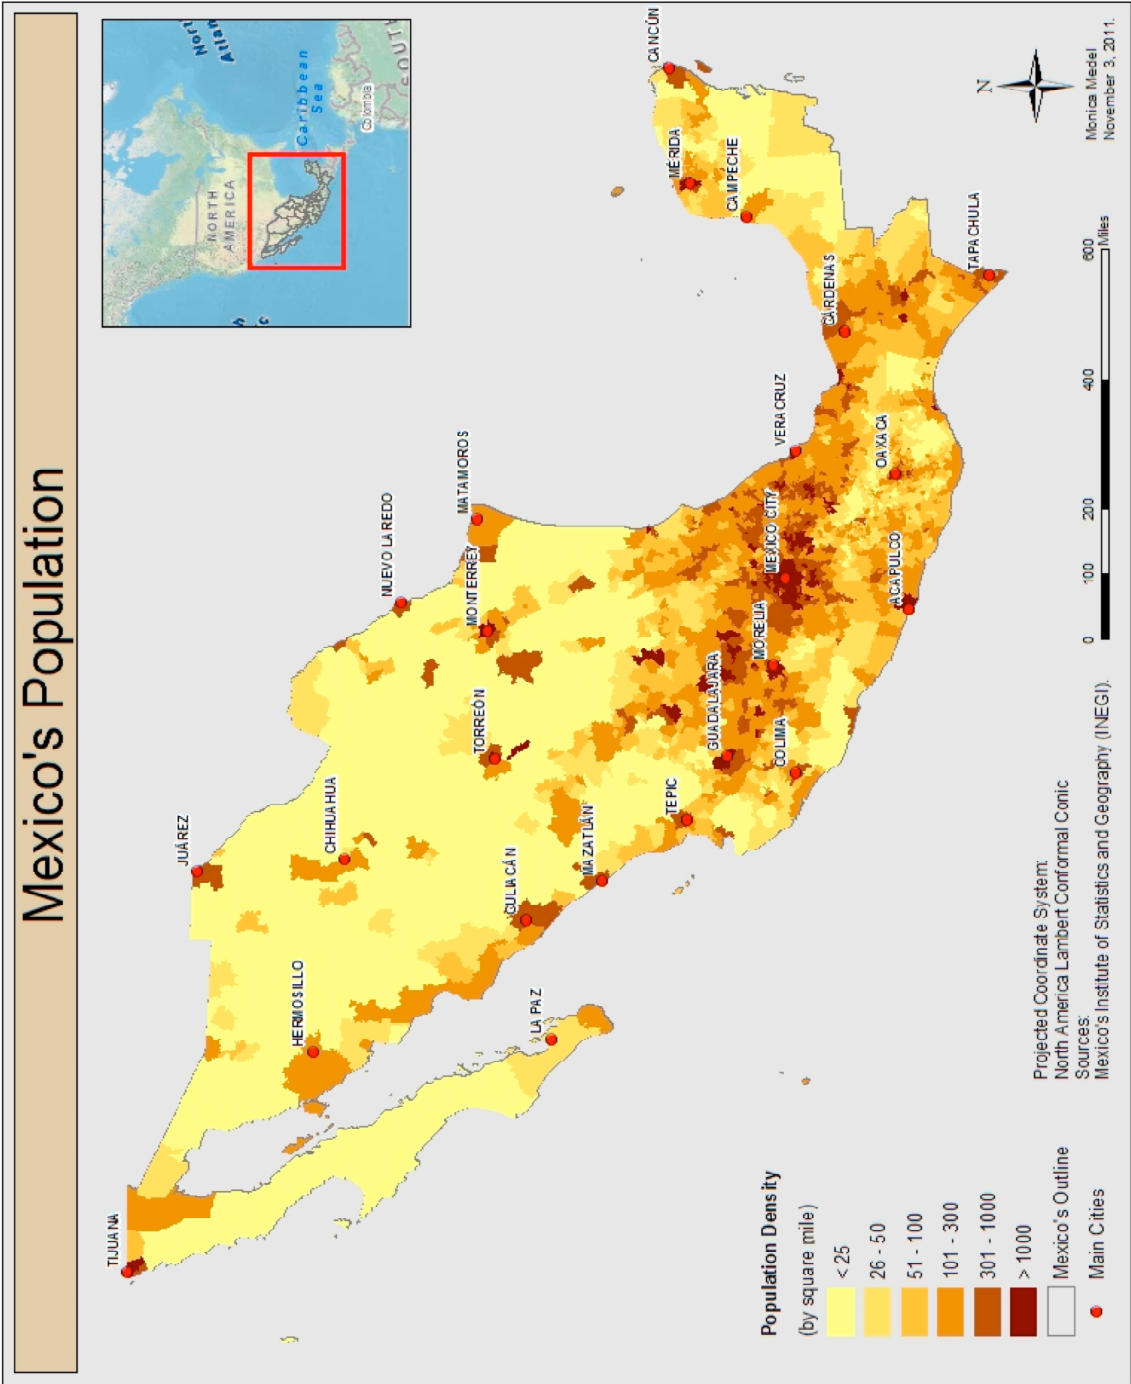 Mexico's Population
NORTH
AMERICA
Caribbean
Sea
Colombia
TIJUANA
HERMOSILLO
JUÁREZ
CHIHUAHUA
NUEVO LAREDO
MATAMOROS
MONTERREY
TORREÓN
CULIACÁN
LA PAZ
MAZATLÁN
TEPIC
GUADALAJARA
COLIMA
MORELIA
MEXICO CITY
VERACRUZ
ACAPULCO
OAXACA
CÁRDENAS
TAPACHULA
CAMPECHE
MÉRIDA
CANCÚN
Population Density
(by square mile)
< 25
26 - 50
51 - 100
101 - 300
301 - 1000
> 1000
Mexico's Outline
Main Cities
Projected Coordinate System:
North America Lambert Conformal Conic
Sources:
Mexico's Institute of Statistics and Geography (INEGI).
0 100 200 400 600
Miles
N
Monica Medel
November 3, 2011.